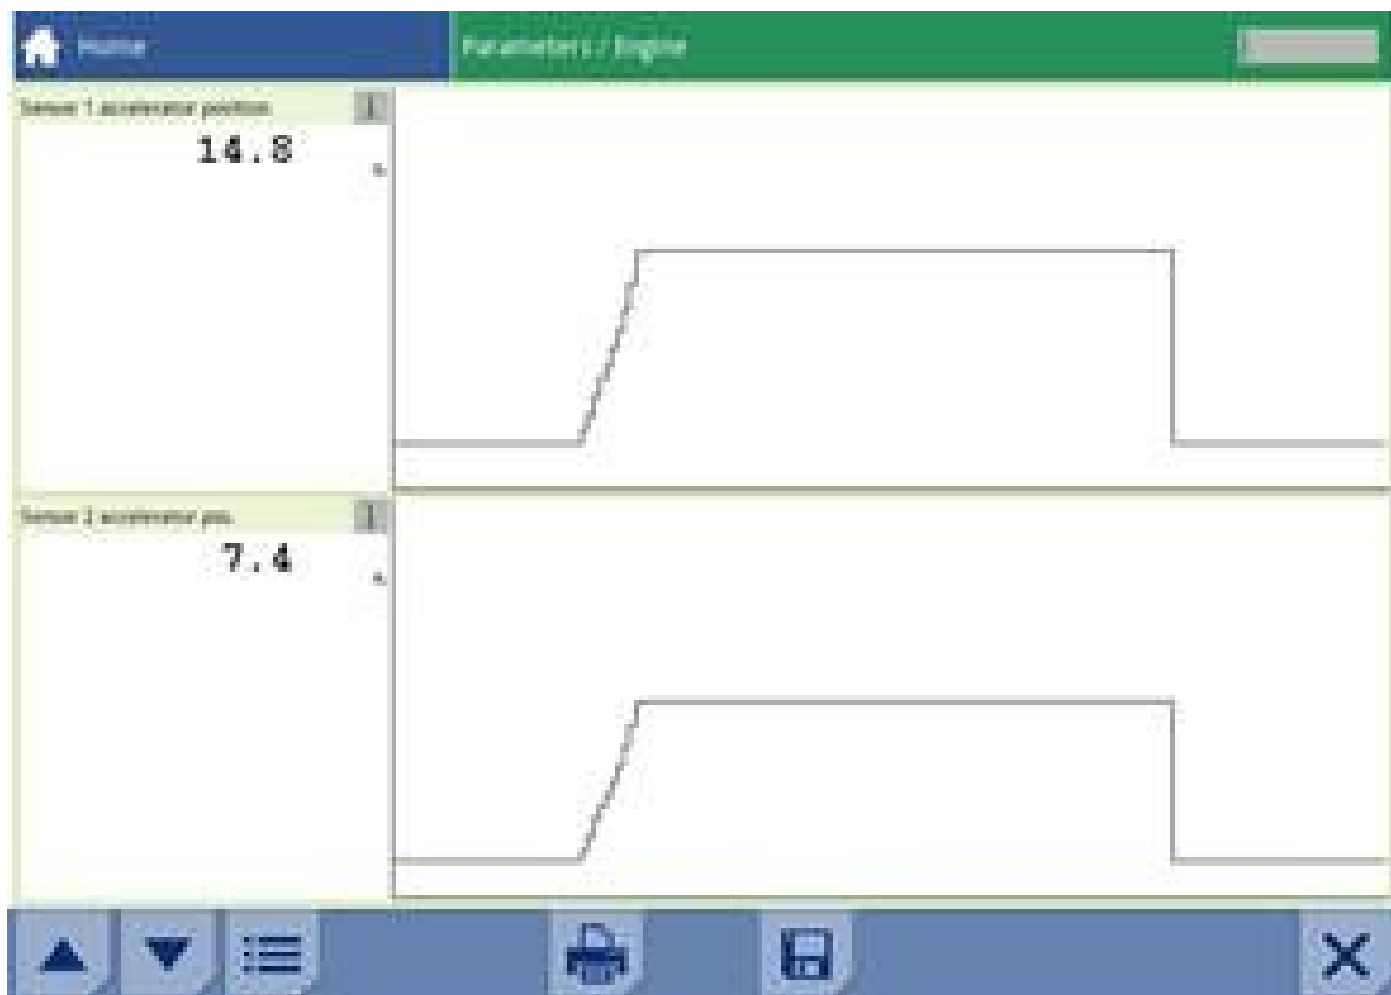 Home
Parameters / Engine
Sensor 1 accelerator position
14.8
%
Sensor 2 accelerator pos.
7.4
%